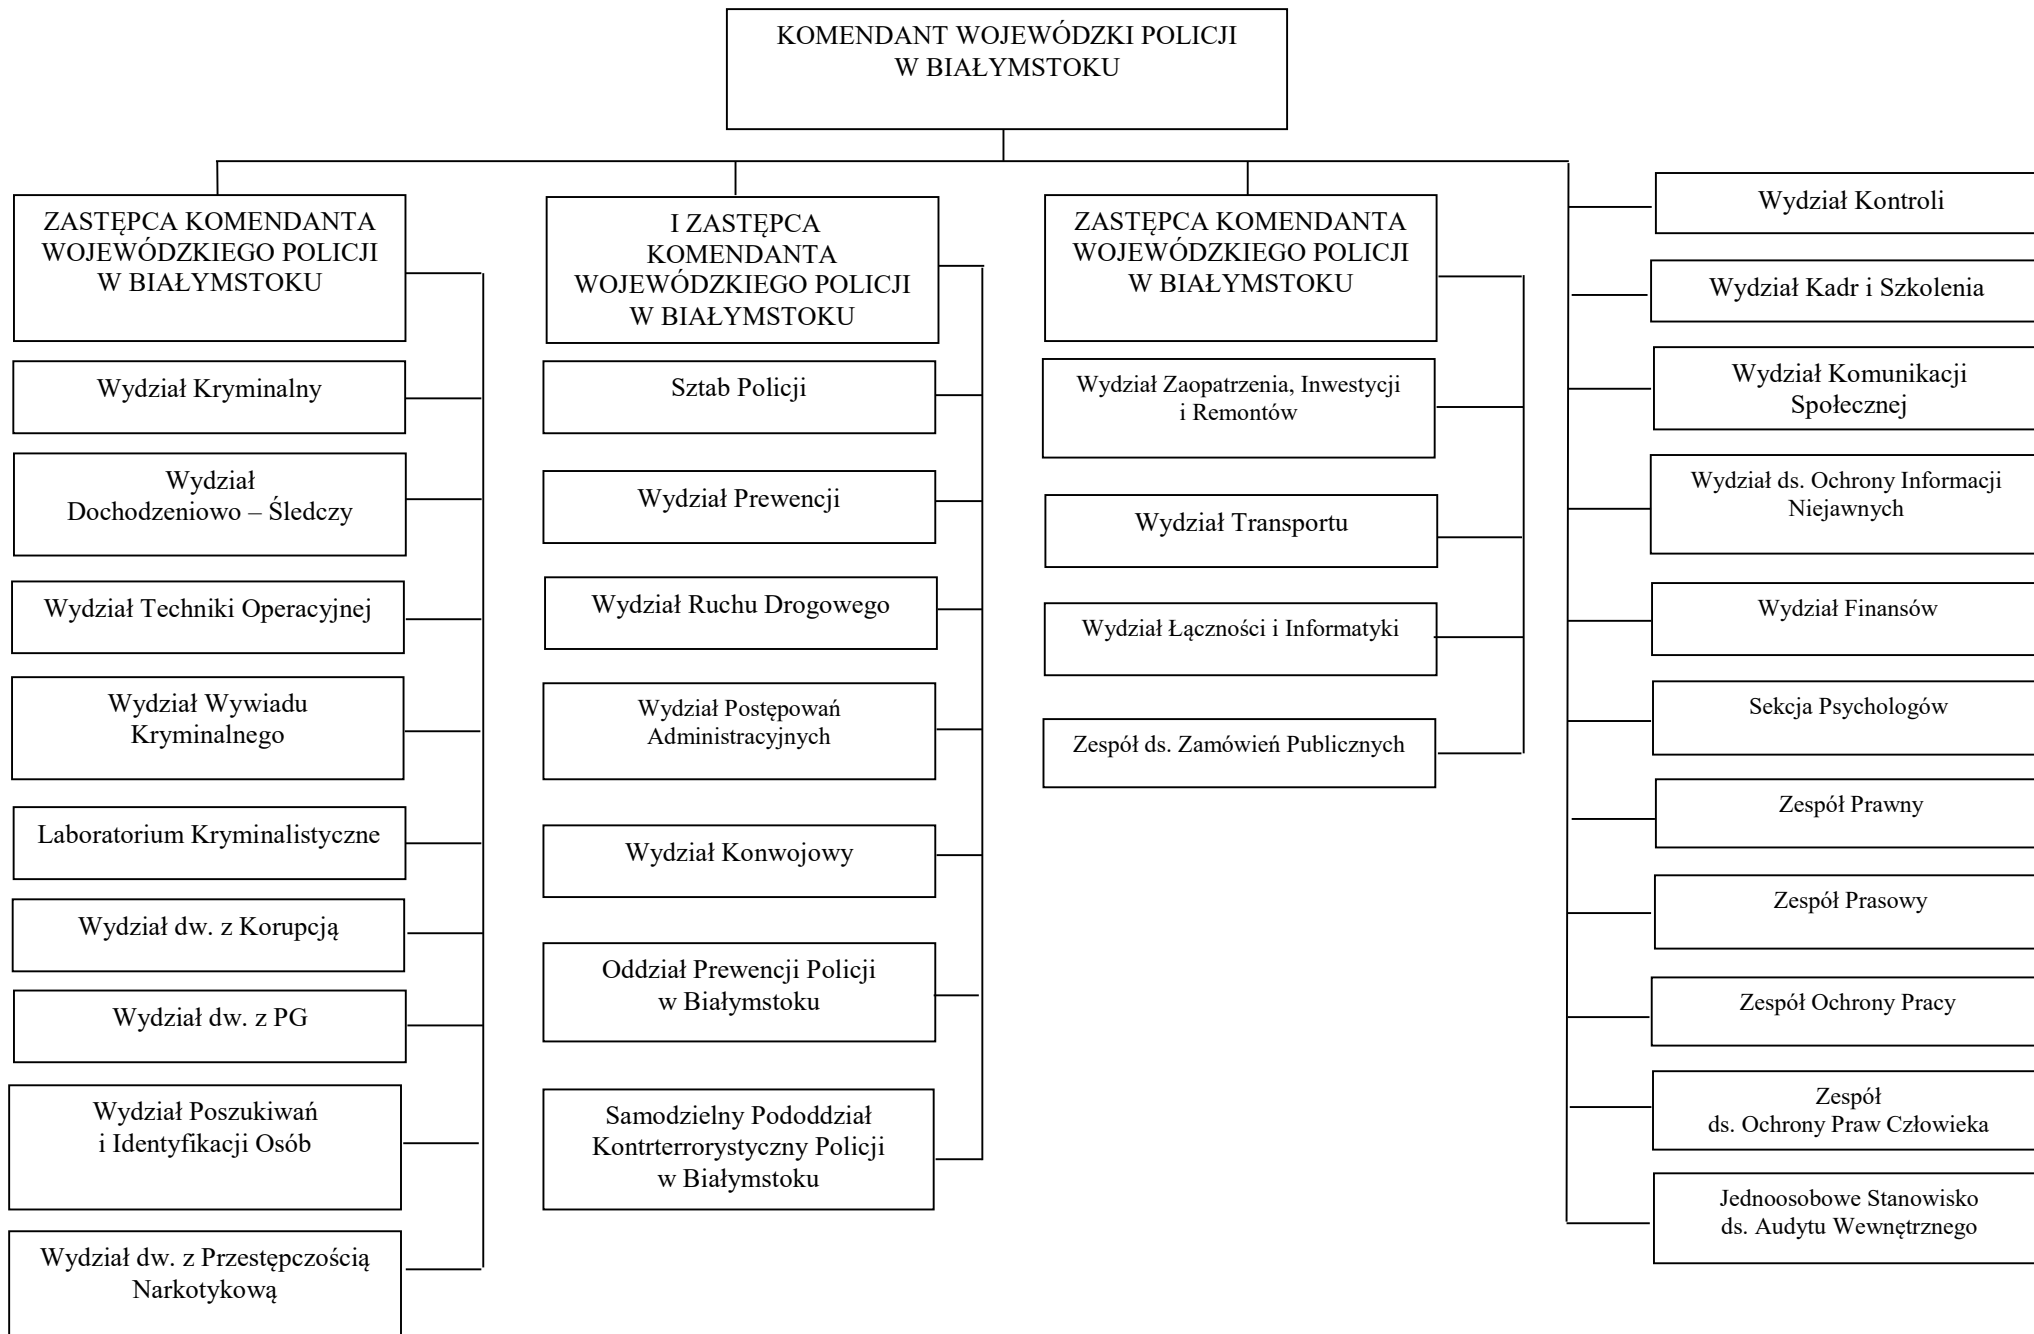 KOMENDANT WOJEWÓDZKI POLICJI
W BIAŁYMSTOKU
ZASTĘPCA KOMENDANTA
WOJEWÓDZKIEGO POLICJI
W BIAŁYMSTOKU
Wydział Kryminalny
Wydział
Dochodzeniowo – Śledczy
Wydział Techniki Operacyjnej
Wydział Wywiadu
Kryminalnego
Laboratorium Kryminalistyczne
Wydział dw. z Korupcją
Wydział dw. z PG
Wydział Poszukiwań
i Identyfikacji Osób
Wydział dw. z Przestępczością
Narkotykową
I ZASTĘPCA
KOMENDANTA
WOJEWÓDZKIEGO POLICJI
W BIAŁYMSTOKU
Sztab Policji
Wydział Prewencji
Wydział Ruchu Drogowego
Wydział Postępowań
Administracyjnych
Wydział Konwojowy
Oddział Prewencji Policji
w Białymstoku
Samodzielny Pododdział
Kontrterrorystyczny Policji
w Białymstoku
ZASTĘPCA KOMENDANTA
WOJEWÓDZKIEGO POLICJI
W BIAŁYMSTOKU
Wydział Zaopatrzenia, Inwestycji
i Remontów
Wydział Transportu
Wydział Łączności i Informatyki
Zespół ds. Zamówień Publicznych
Wydział Kontroli
Wydział Kadr i Szkolenia
Wydział Komunikacji
Społecznej
Wydział ds. Ochrony Informacji
Niejawnych
Wydział Finansów
Sekcja Psychologów
Zespół Prawny
Zespół Prasowy
Zespół Ochrony Pracy
Zespół
ds. Ochrony Praw Człowieka
Jednoosobowe Stanowisko
ds. Audytu Wewnętrznego